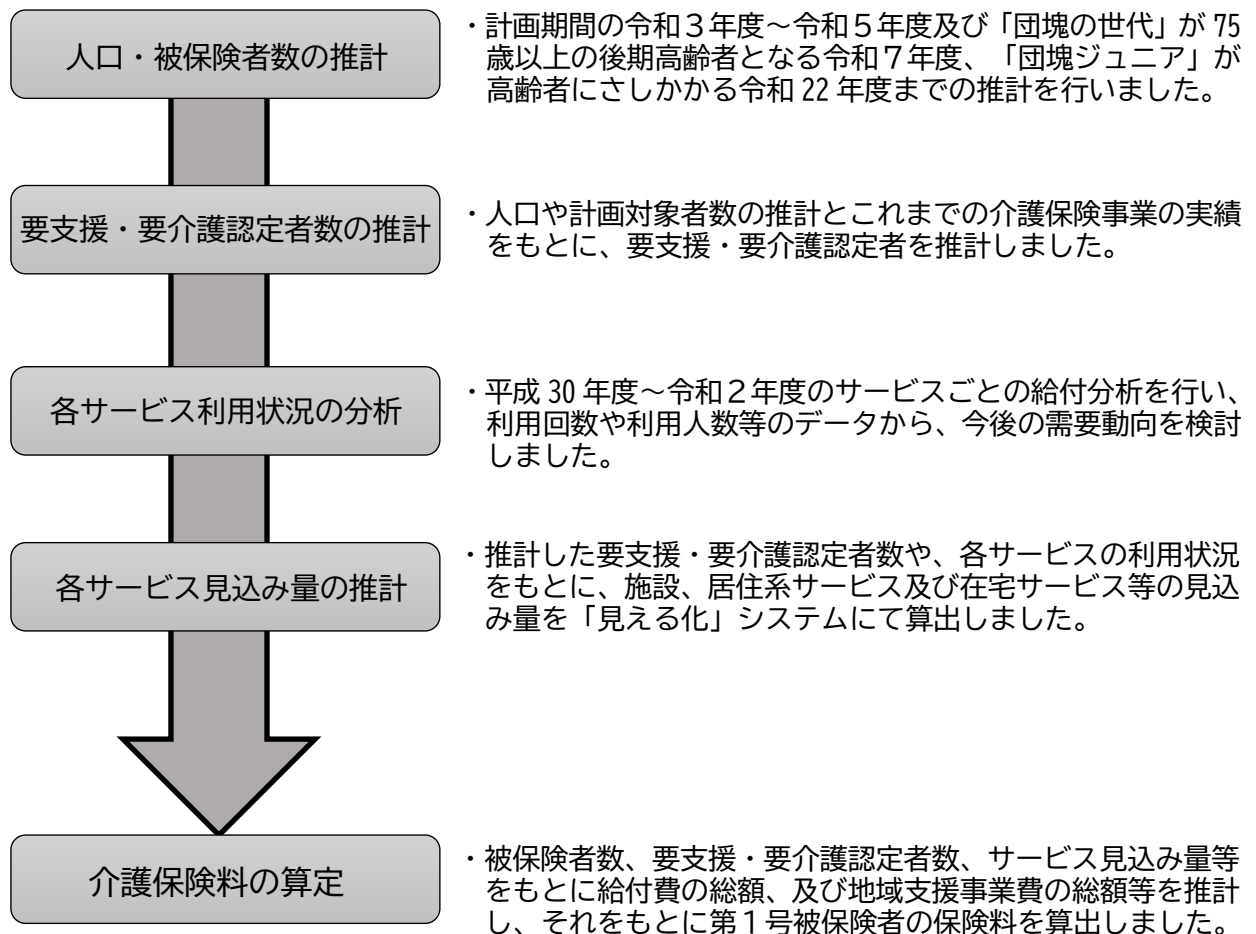 人口・被保険者数の推計
・計画期間の令和３年度～令和５年度及び「団塊の世代」が 75
歳以上の後期高齢者となる令和７年度、「団塊ジュニア」が
高齢者にさしかかる令和 22 年度までの推計を行いました。
要支援・要介護認定者数の推計
・人口や計画対象者数の推計とこれまでの介護保険事業の実績
をもとに、要支援・要介護認定者を推計しました。
各サービス利用状況の分析
・平成 30 年度～令和２年度のサービスごとの給付分析を行い、
利用回数や利用人数等のデータから、今後の需要動向を検討
しました。
各サービス見込み量の推計
・推計した要支援・要介護認定者数や、各サービスの利用状況
をもとに、施設、居住系サービス及び在宅サービス等の見込
み量を「見える化」システムにて算出しました。
介護保険料の算定
・被保険者数、要支援・要介護認定者数、サービス見込み量等
をもとに給付費の総額、及び地域支援事業費の総額等を推計
し、それをもとに第１号被保険者の保険料を算出しました。